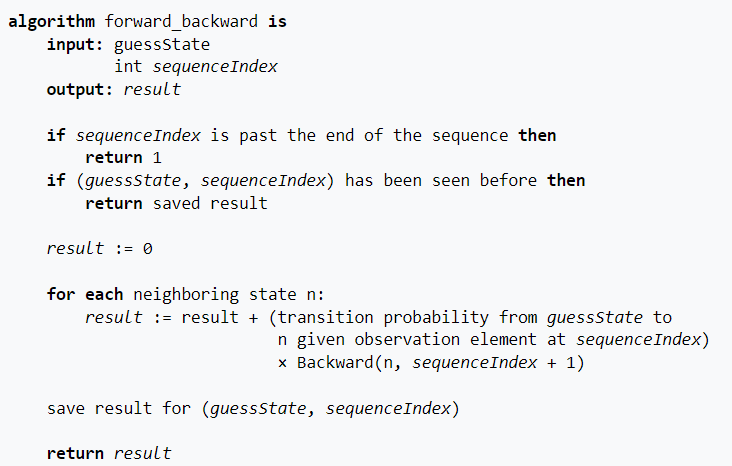 algorithm forward_backward is
input: guessState
int sequenceIndex
output: result
if sequenceIndex is past the end of the sequence then
return 1
if (guessState, sequenceIndex) has been seen before then
return saved result
result := 0
for each neighboring state n:
result := result + (transition probability from guessState to
n given observation element at sequenceIndex)
× Backward(n, sequenceIndex + 1)
save result for (guessState, sequenceIndex)
return result